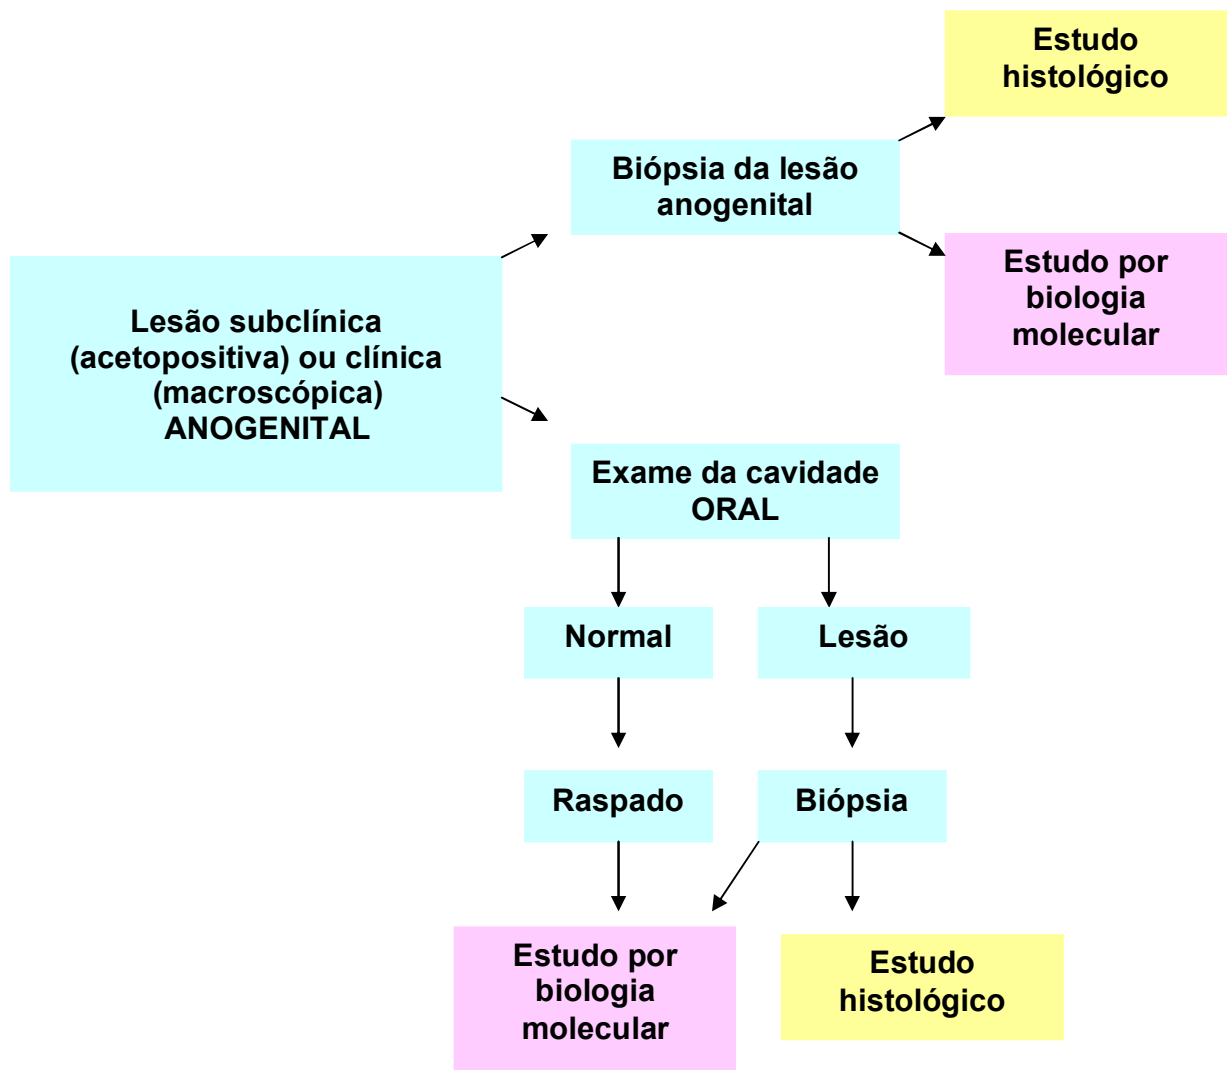 Estudo
histológico
Biópsia da lesão
anogenital
Estudo por
biologia
molecular
Lesão subclínica
(acetopositiva) ou clínica
(macroscópica)
ANOGENITAL
Exame da cavidade
ORAL
Normal
Lesão
Raspado
Biópsia
Estudo por
biologia
molecular
Estudo
histológico